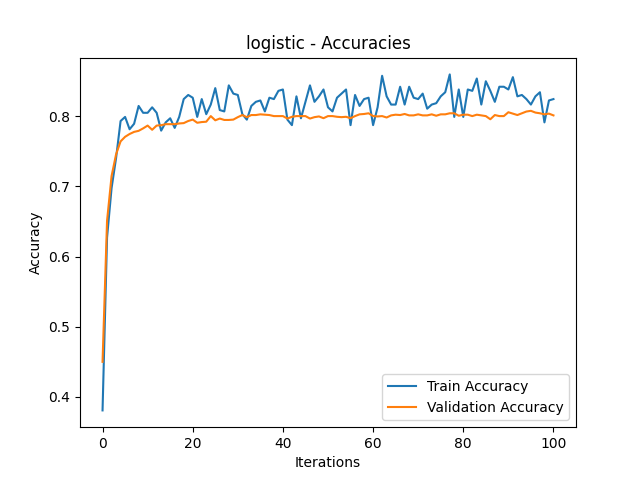 logistic - Accuracies
Accuracy
0.8
0.7
0.6
0.5
0.4
Train Accuracy
Validation Accuracy
0 20 40 60 80 100
Iterations